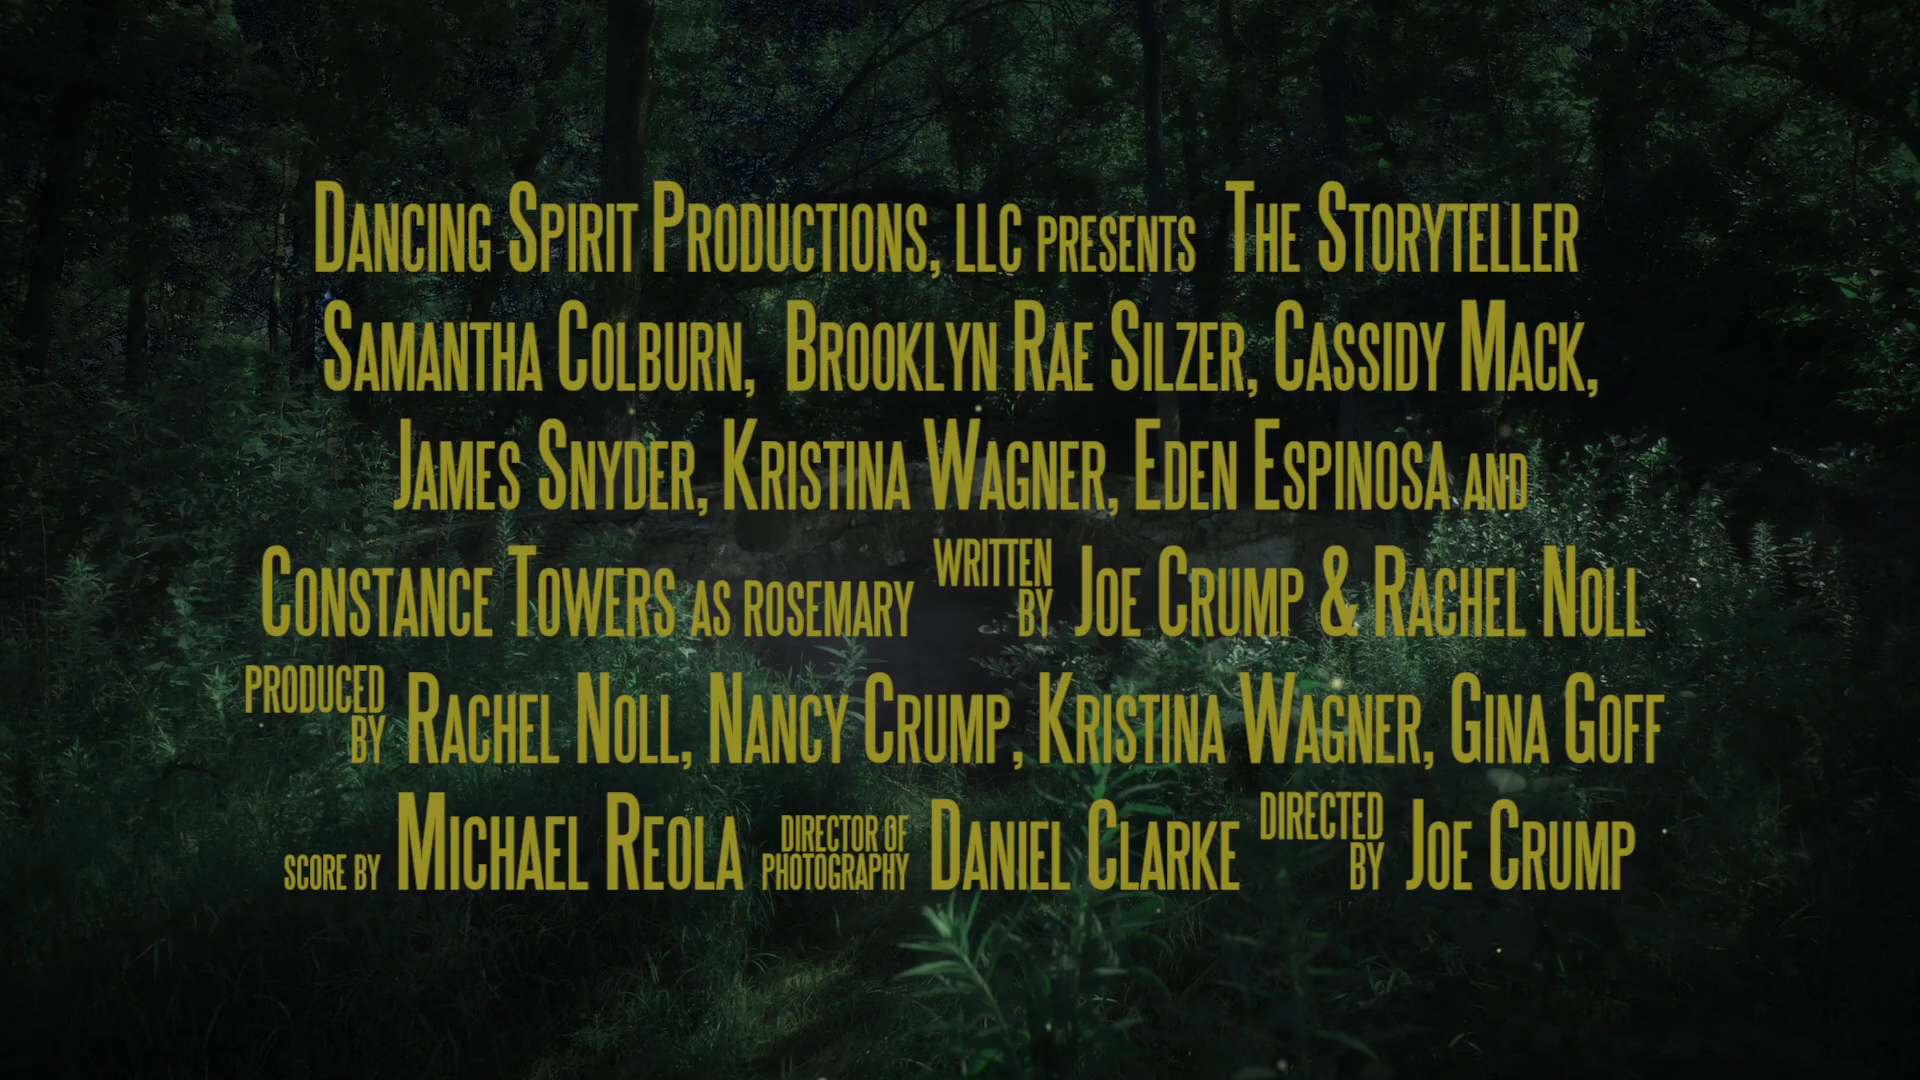 Dancing Spirit Productions, LLC presents The Storyteller
Samantha Colburn, Brooklyn Rae Silzer, Cassidy Mack,
James Snyder, Kristina Wagner, Eden Espinosa and
Constance Towers as Rosemary written by Joe Crump & Rachel Noll
produced by Rachel Noll, Nancy Crump, Kristina Wagner, Gina Goff
score by Michael Reola director of photography Daniel Clarke directed by Joe Crump